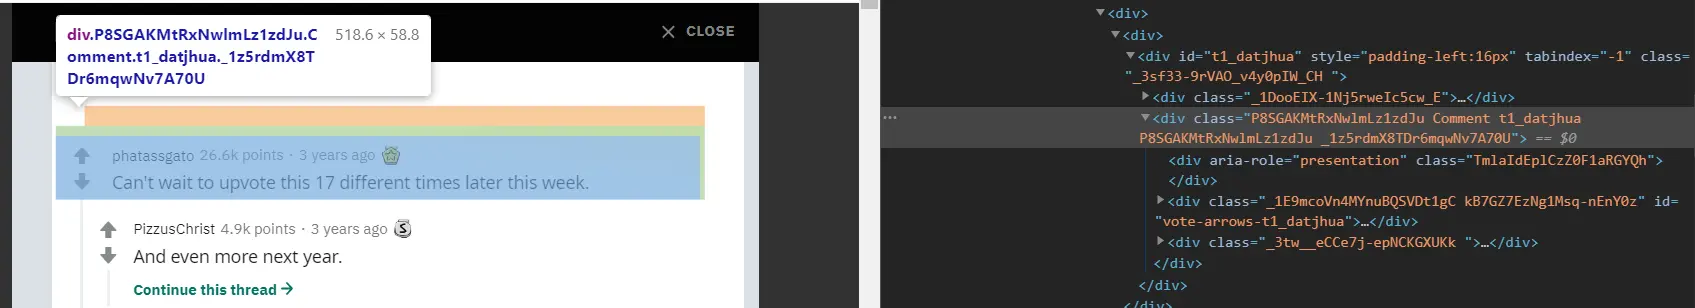 div.P8SGAKMtRxNwlmLz1zdJu.C 518.6 × 58.8
omment.t1_datjhua._1z5rdmX8T
Dr6mqwNv7A70U
CLOSE
phatassgato 26.6k points · 3 years ago
Can't wait to upvote this 17 different times later this week.
PizzusChrist 4.9k points · 3 years ago
And even more next year.
Continue this thread →
▼<div>
▼<div>
▼<div id="t1_datjhua" style="padding-left:16px" tabindex="-1" class=
"_3sf33-9rVAO_v4y0pIW_CH ">
▶<div class="_1DooEIX-1Nj5rweIc5cw_E">…</div>
▼<div class="P8SGAKMtRxNwlmLz1zdJu Comment t1_datjhua
P8SGAKMtRxNwlmLz1zdJu _1z5rdmX8TDr6mqwNv7A70U"> == $0
<div aria-role="presentation" class="TmlaIdEplCzZ0F1aRGYQh">
</div>
▶<div class="_1E9mcoVn4MYnuBQSVDt1gC kB7GZ7EzNg1Msq-nEnY0z" id=
"vote-arrows-t1_datjhua">…</div>
▶<div class="_3tw__eCCe7j-epNCKGXUKk ">…</div>
</div>
</div>
</div>